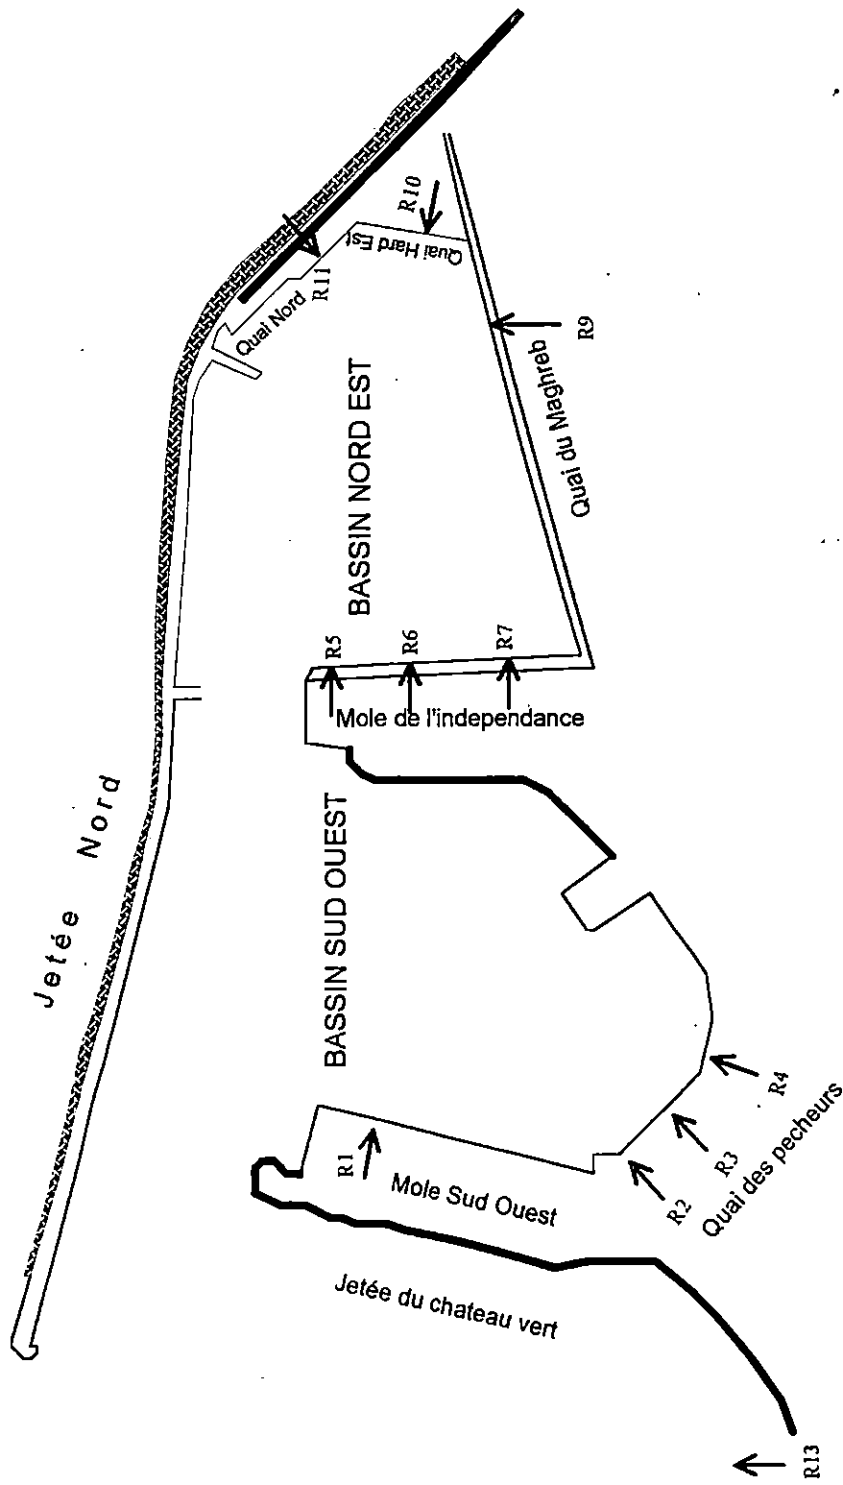 Jetée Nord
Quai Nord
R11
Quai Hard Est
R10
R9
Quai du Maghreb
BASSIN NORD EST
R5
R6
R7
Mole de l'independance
BASSIN SUD OUEST
R1
Mole Sud Ouest
R2
R3
R4
Quai des pecheurs
Jetée du chateau vert
R13